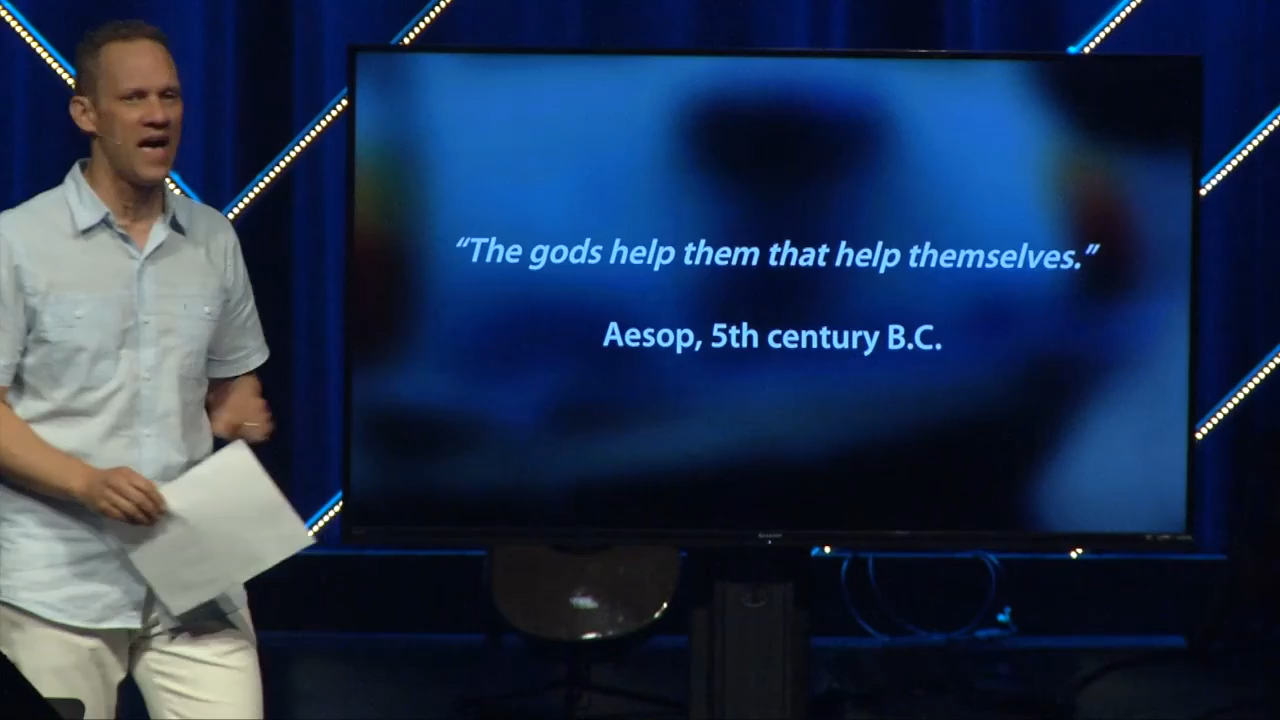 “The gods help them that help themselves.”
Aesop, 5th century B.C.